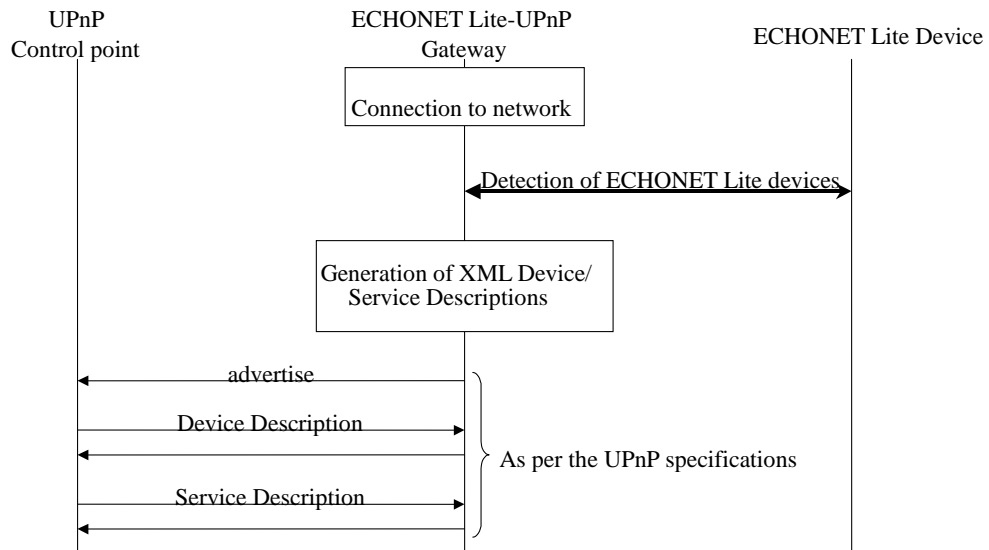 UPnP
Control point
ECHONET Lite-UPnP
Gateway
ECHONET Lite Device
Connection to network
Detection of ECHONET Lite devices
Generation of XML Device/
Service Descriptions
advertise
Device Description
As per the UPnP specifications
Service Description